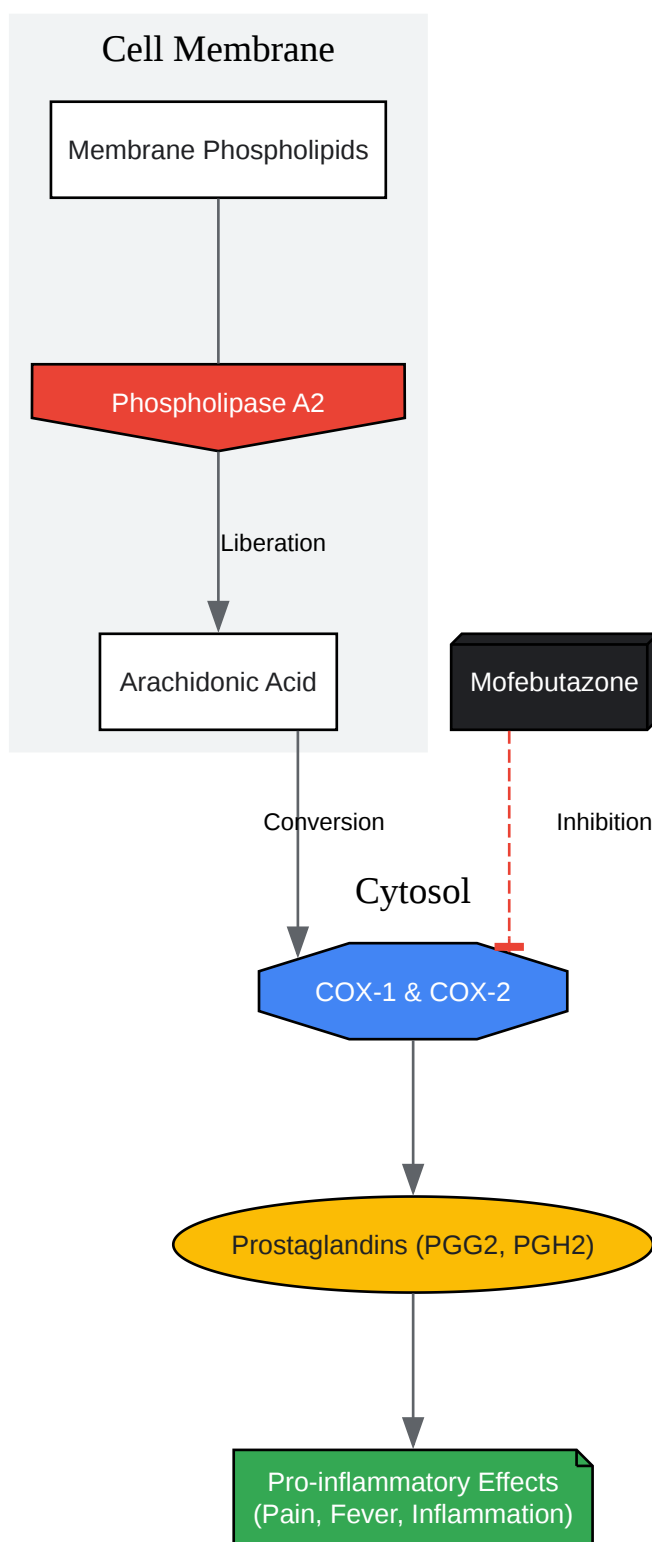 Cell Membrane
Membrane Phospholipids
Phospholipase A2
Liberation
Arachidonic Acid
Mofebutazone
Conversion
Inhibition
Cytosol
COX-1 & COX-2
Prostaglandins (PGG2, PGH2)
Pro-inflammatory Effects
(Pain, Fever, Inflammation)